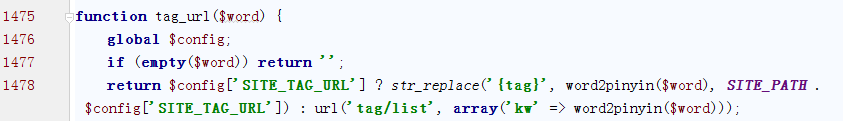 1475 function tag_url($word) {
1476 global $config;
1477 if (empty($word)) return '';
1478 return $config['SITE_TAG_URL'] ? str_replace('{tag}', word2pinyin($word), SITE_PATH .
$config['SITE_TAG_URL']) : url('tag/list', array('kw' => word2pinyin($word)));